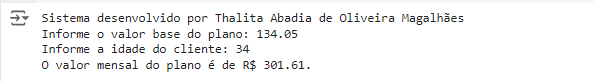 Sistema desenvolvido por Thalita Abadia de Oliveira Magalhães
Informe o valor base do plano: 134.05
Informe a idade do cliente: 34
O valor mensal do plano é de R$ 301.61.